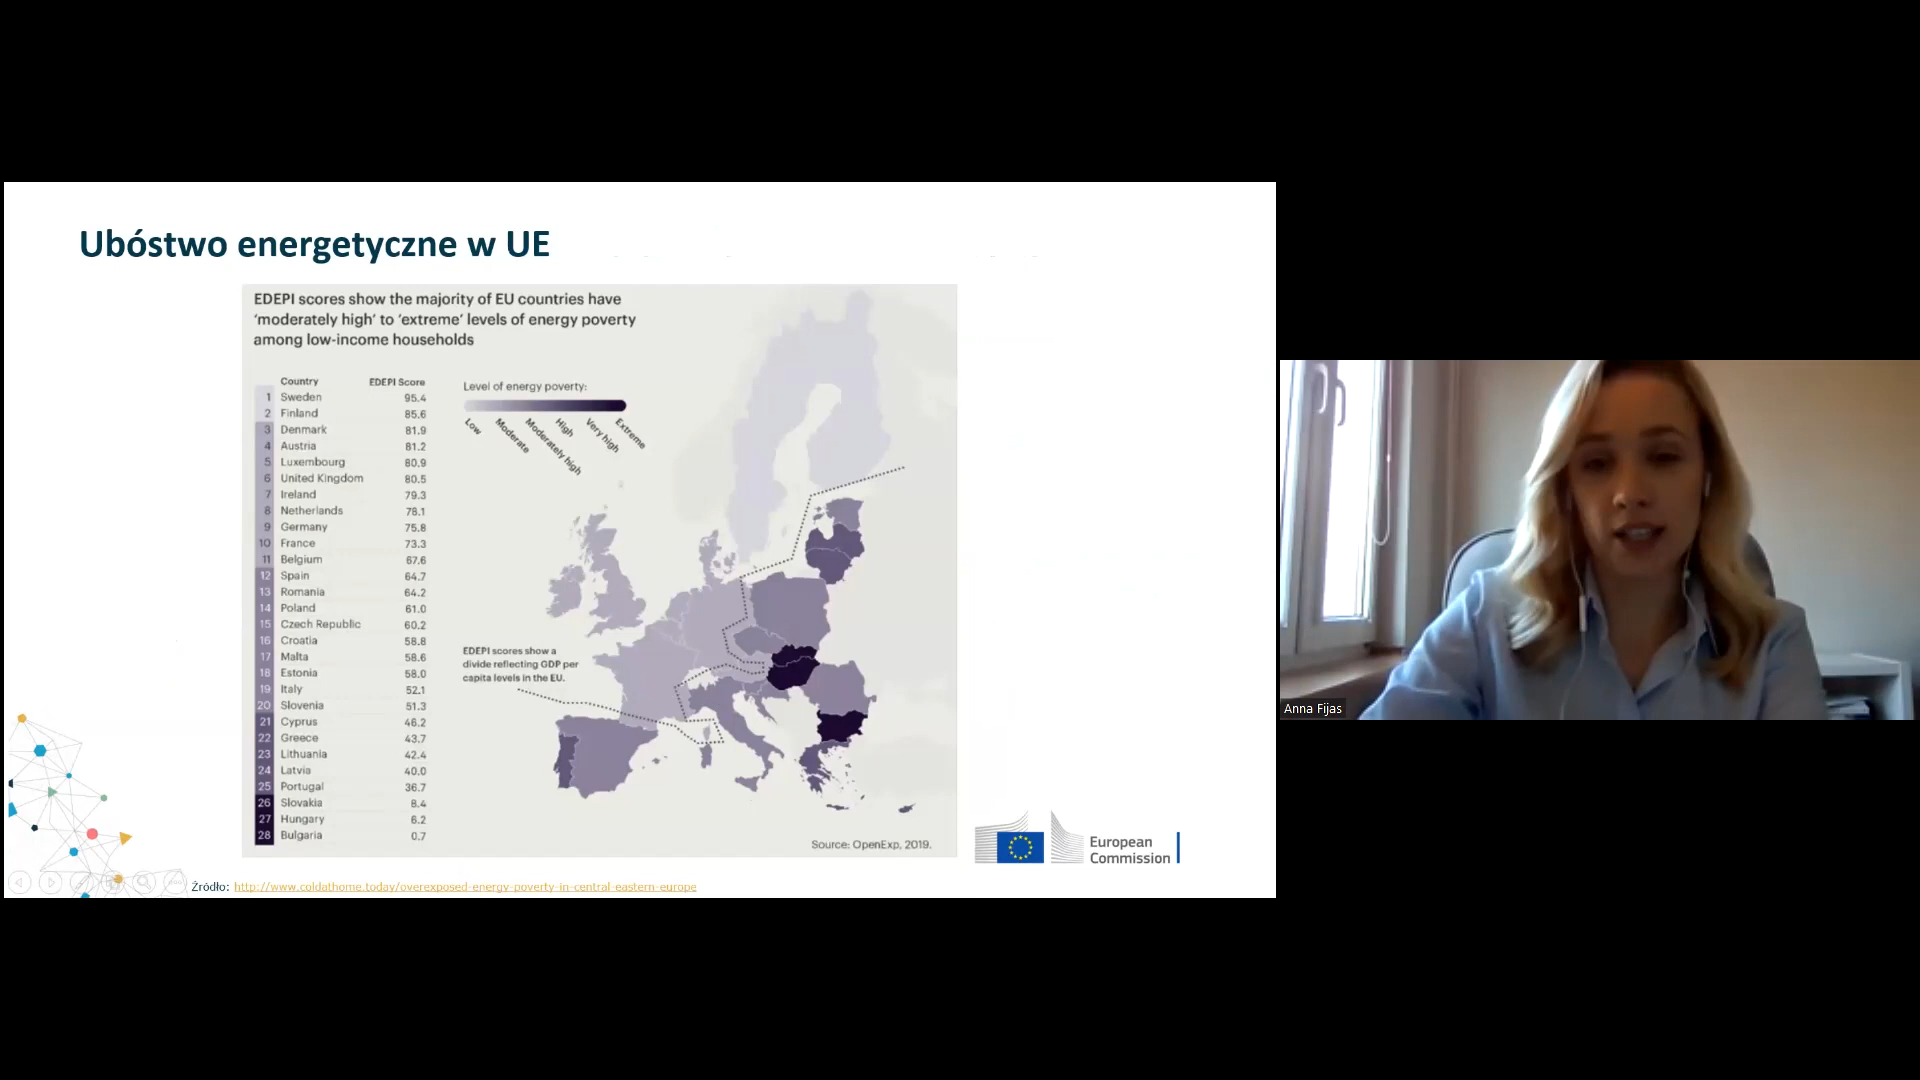 Ubóstwo energetyczne w UE
EDEPI scores show the majority of EU countries have
‘moderately high’ to ‘extreme’ levels of energy poverty
among low-income households
Country EDEPI Score
1 Sweden 95.4
2 Finland 85.6
3 Denmark 81.9
4 Austria 81.2
5 Luxembourg 80.9
6 United Kingdom 80.5
7 Ireland 79.3
8 Netherlands 78.1
9 Germany 75.8
10 France 73.3
11 Belgium 67.6
12 Spain 64.7
13 Romania 64.2
14 Poland 61.0
15 Czech Republic 60.2
16 Croatia 58.8
17 Malta 58.6
18 Estonia 58.0
19 Italy 52.1
20 Slovenia 51.3
21 Cyprus 46.2
22 Greece 43.7
23 Lithuania 42.4
24 Latvia 40.0
25 Portugal 36.7
26 Slovakia 8.4
27 Hungary 6.2
28 Bulgaria 0.7
Level of energy poverty:
Low
Moderate
Moderately high
High
Very high
Extreme
EDEPI scores show a
divide reflecting GDP per
capita levels in the EU.
Source: OpenExp, 2019.
European
Commission
Źródło: http://www.coldathome.today/overexposed-energy-poverty-in-central-eastern-europe
Anna Fijas